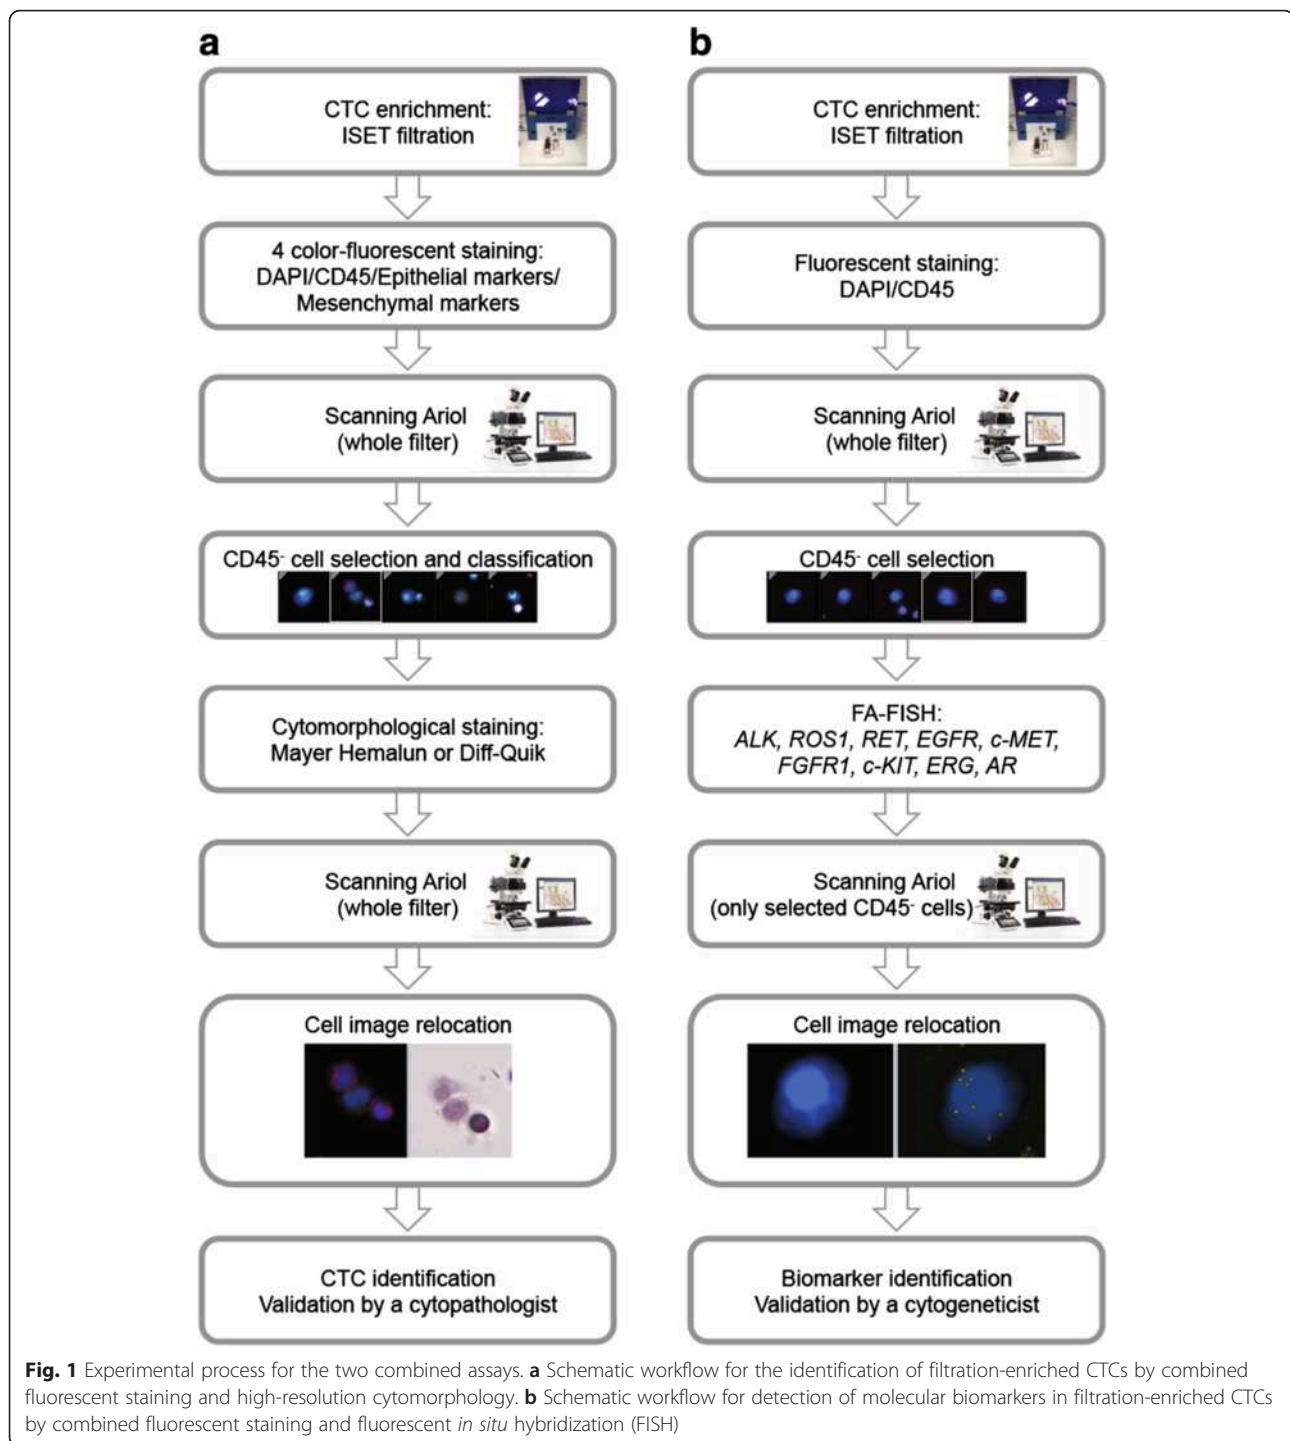 a
CTC enrichment:
ISET filtration
4 color-fluorescent staining:
DAPI/CD45/Epithelial markers/
Mesenchymal markers
Scanning Ariol
(whole filter)
CD45- cell selection and classification
Cytomorphological staining:
Mayer Hemalun or Diff-Quik
Scanning Ariol
(whole filter)
Cell image relocation
CTC identification
Validation by a cytopathologist
b
CTC enrichment:
ISET filtration
Fluorescent staining:
DAPI/CD45
Scanning Ariol
(whole filter)
CD45- cell selection
FA-FISH:
ALK, ROS1, RET, EGFR, c-MET,
FGFR1, c-KIT, ERG, AR
Scanning Ariol
(only selected CD45- cells)
Cell image relocation
Biomarker identification
Validation by a cytogeneticist
Fig. 1 Experimental process for the two combined assays. a Schematic workflow for the identification of filtration-enriched CTCs by combined
fluorescent staining and high-resolution cytomorphology. b Schematic workflow for detection of molecular biomarkers in filtration-enriched CTCs
by combined fluorescent staining and fluorescent in situ hybridization (FISH)